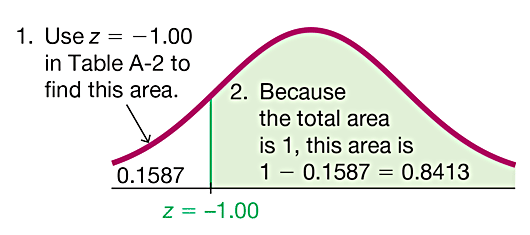 1. Use z = −1.00
in Table A-2 to
find this area.
2. Because
the total area
is 1, this area is
1 − 0.1587 = 0.8413
0.1587
z = −1.00